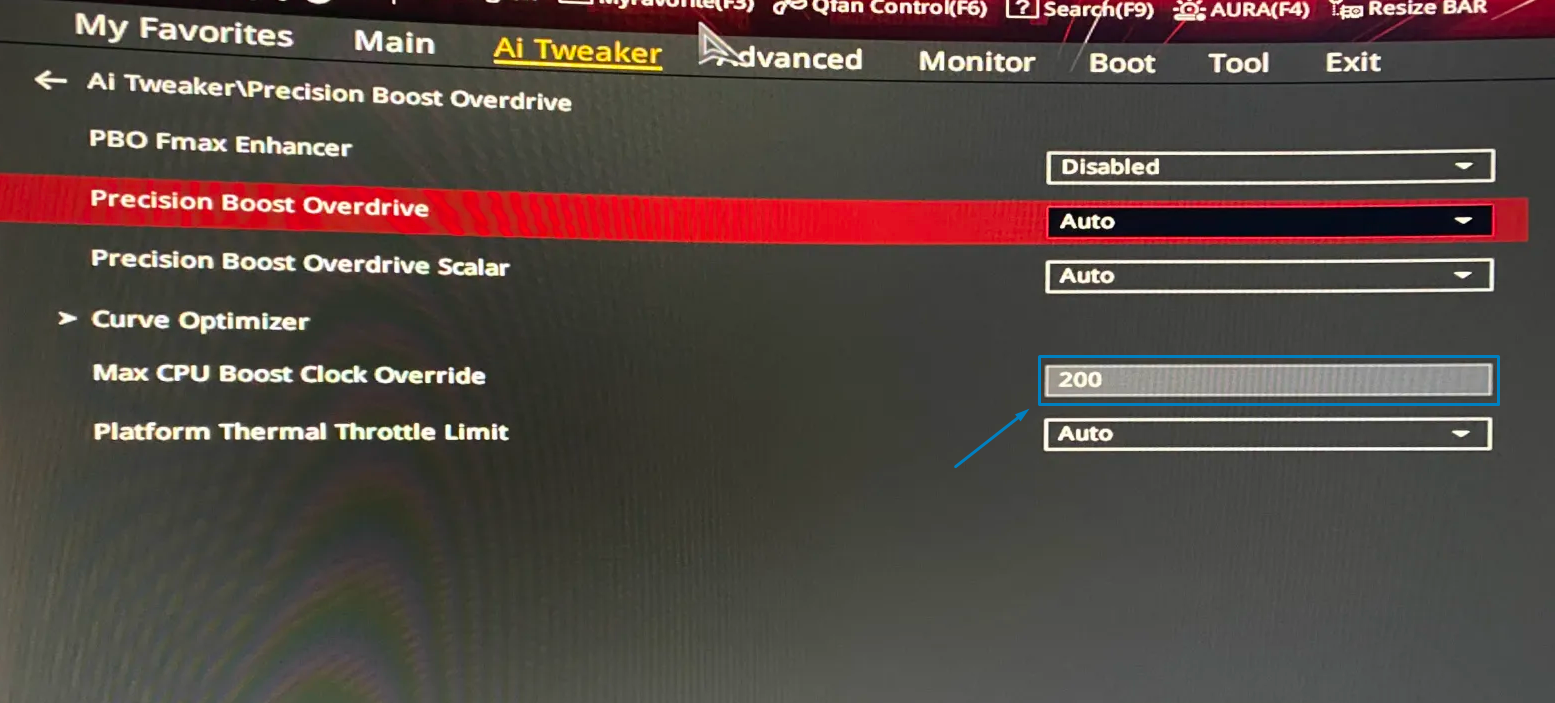 MyFavorite(F3) Qfan Control(F6) ? Search(F9) AURA(F4) Resize BAR
My Favorites Main Ai Tweaker Advanced Monitor Boot Tool Exit
← Ai Tweaker\Precision Boost Overdrive
PBO Fmax Enhancer Disabled
Precision Boost Overdrive Auto
Precision Boost Overdrive Scalar Auto
> Curve Optimizer
Max CPU Boost Clock Override 200
Platform Thermal Throttle Limit Auto